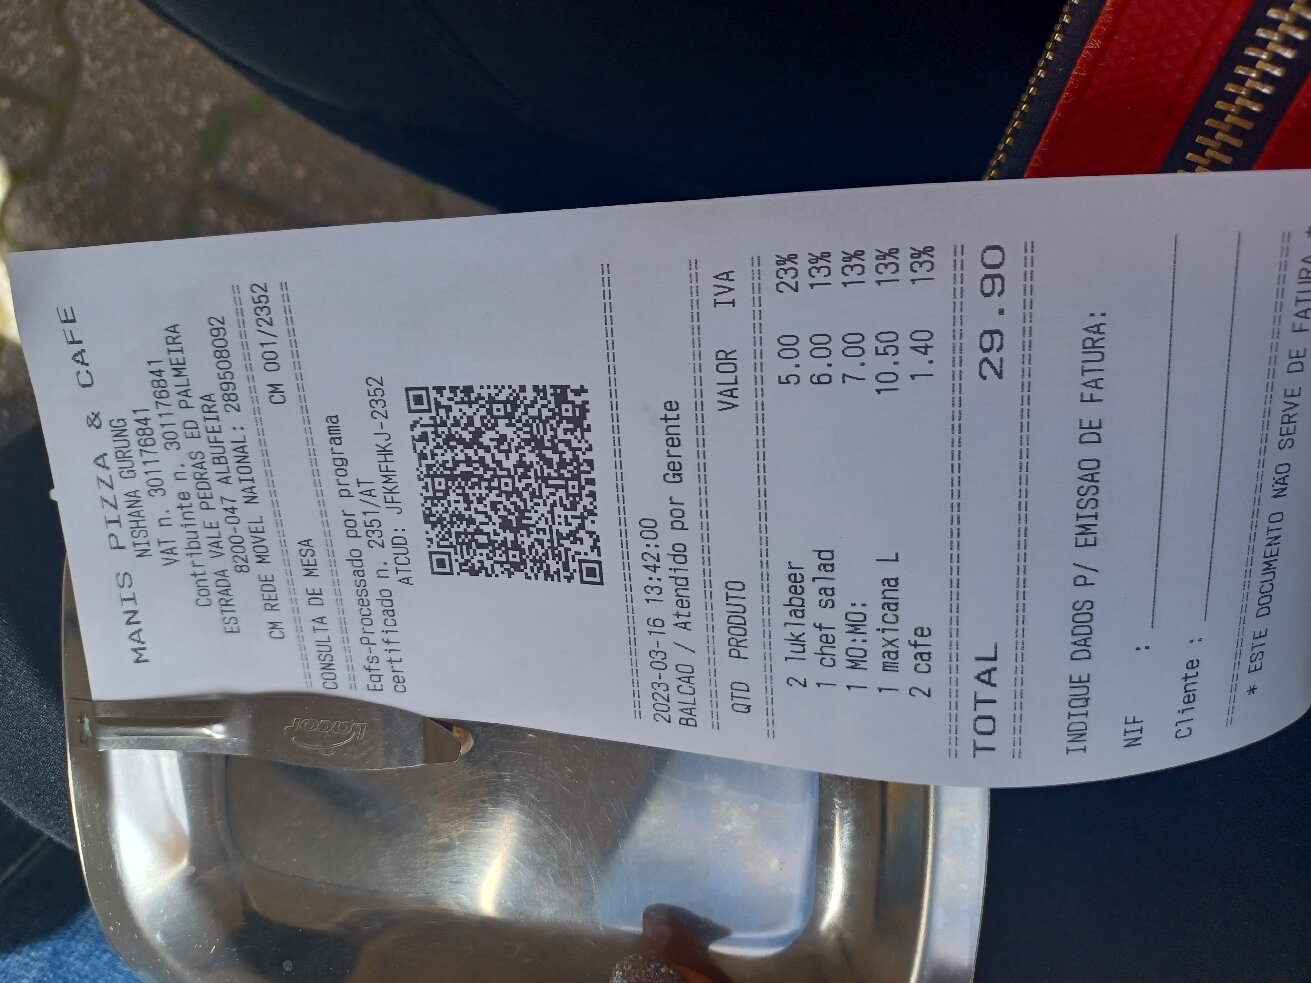 MANIS PIZZA & CAFE
NISHANA GURUNG
VAT n. 301176841
Contribuinte n. 301176841
ESTRADA VALE PEDRAS ED PALMEIRA
8200-047 ALBUFEIRA
CM REDE MOVEL NAIONAL: 289508092
CM 001/2352
CONSULTA DE MESA
Eqfs-Processado por programa
certificado n. 2351/AT
ATCUD: JFKMFHKJ-2352
2023-03-16 13:42:00
BALCAO / Atendido por Gerente
QTD PRODUTO VALOR IVA
2 luklabeer 5.00 23%
1 chef salad 6.00 13%
1 MO:MO: 7.00 13%
1 maxicana L 10.50 13%
2 cafe 1.40 13%
TOTAL 29.90
INDIQUE DADOS P/ EMISSAO DE FATURA:
NIF :
Cliente :
* ESTE DOCUMENTO NÃO SERVE DE FATURA *
Lacor